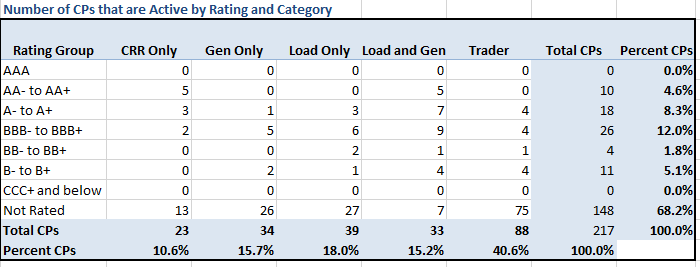 Number of CPs that are Active by Rating and Category
Rating Group CRR Only Gen Only Load Only Load and Gen Trader Total CPs Percent CPs
AAA 0 0 0 0 0 0 0.0%
AA- to AA+ 5 0 0 5 0 10 4.6%
A- to A+ 3 1 3 7 4 18 8.3%
BBB- to BBB+ 2 5 6 9 4 26 12.0%
BB- to BB+ 0 0 2 1 1 4 1.8%
B- to B+ 0 2 1 4 4 11 5.1%
CCC+ and below 0 0 0 0 0 0 0.0%
Not Rated 13 26 27 7 75 148 68.2%
Total CPs 23 34 39 33 88 217 100.0%
Percent CPs 10.6% 15.7% 18.0% 15.2% 40.6% 100.0%